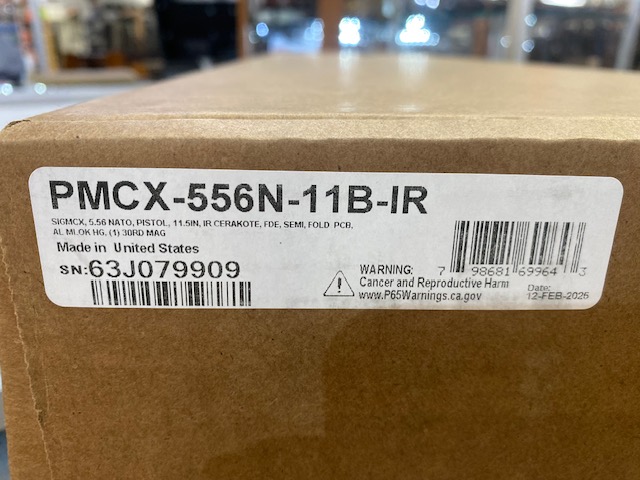 PMCX-556N-11B-IR
SIGMCX, 5.56 NATO, PISTOL, 11.5IN, IR CERAKOTE, FDE, SEMI, FOLD PCB,
AL MLOK HG, (1) 30RD MAG
Made in United States
SN:63J079909
WARNING:
Cancer and Reproductive Harm
www.P65Warnings.ca.gov
7 98681 69964 3
Date:
12-FEB-2026